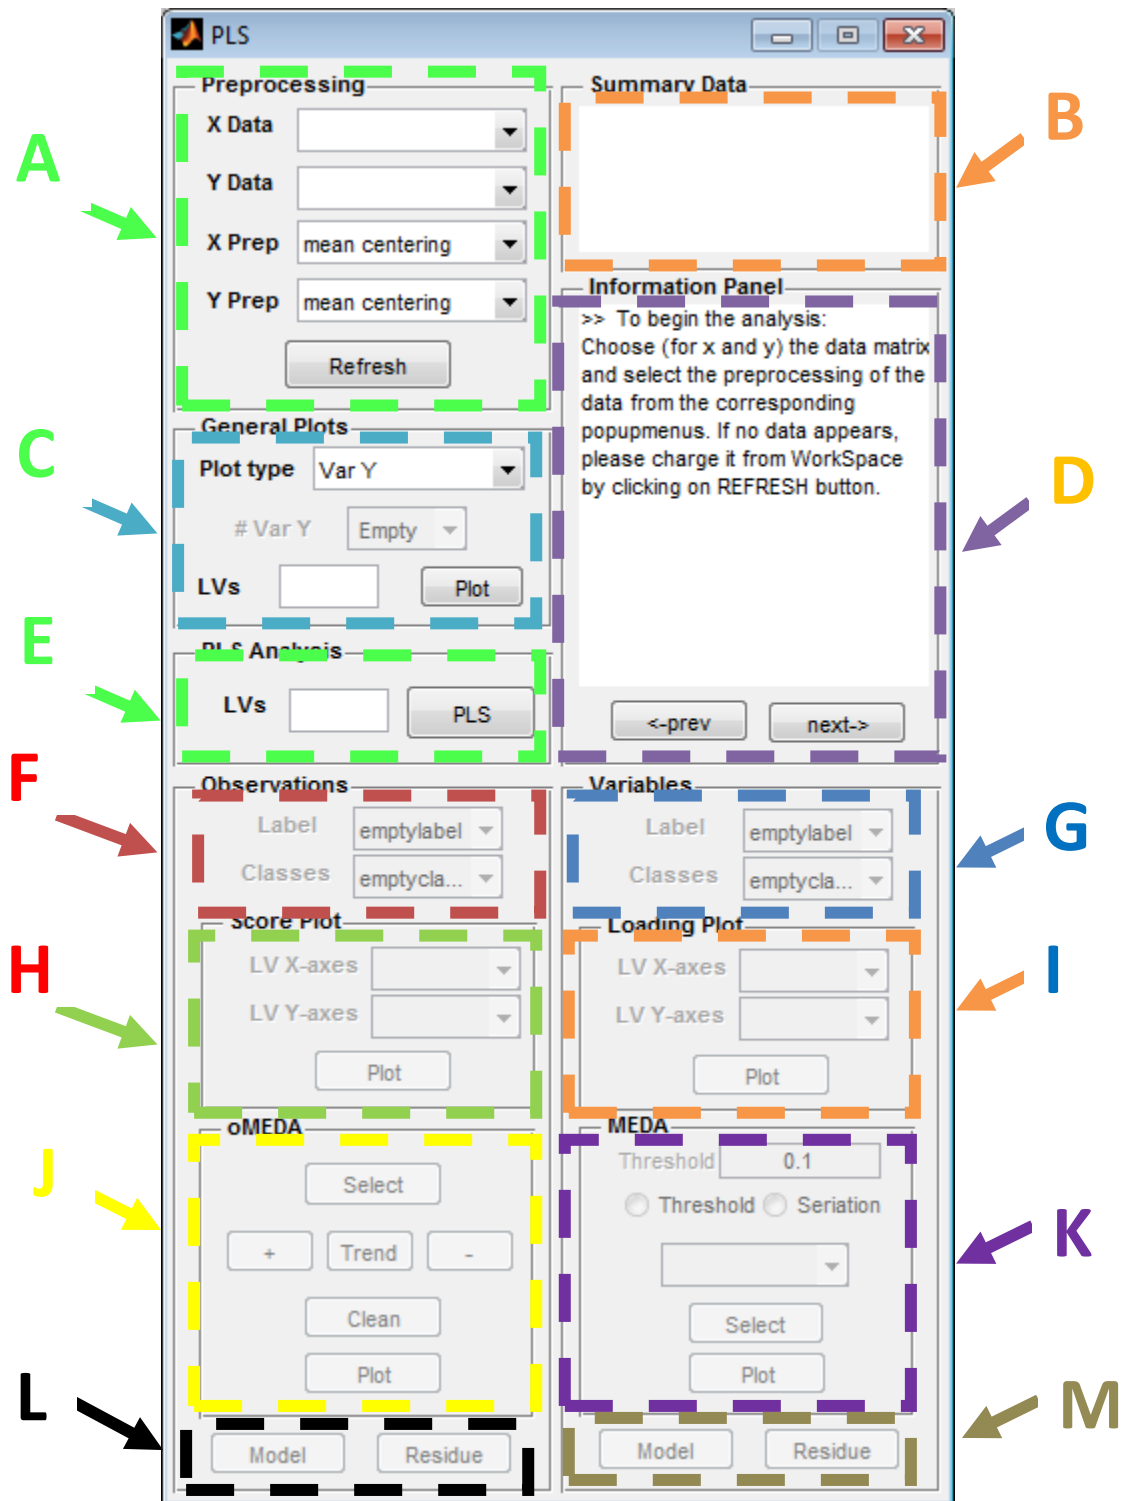 PLS
Preprocessing
X Data
Y Data
X Prep mean centering
Y Prep mean centering
Refresh
Summary Data
Information Panel
>> To begin the analysis:
Choose (for x and y) the data matrix
and select the preprocessing of the
data from the corresponding
popupmenus. If no data appears,
please charge it from WorkSpace
by clicking on REFRESH button.
<-prev next->
General Plots
Plot type Var Y
# Var Y Empty
LVs Plot
PLS Analysis
LVs PLS
Observations
Label emptylabel
Classes emptycla...
Score Plot
LV X-axes
LV Y-axes
Plot
oMEDA
Select
+ Trend -
Clean
Plot
Model Residue
Variables
Label emptylabel
Classes emptycla...
Loading Plot
LV X-axes
LV Y-axes
Plot
MEDA
Threshold 0.1
Threshold Seriation
Select
Plot
Model Residue
A
B
C
D
E
F
G
H
I
J
K
L
M